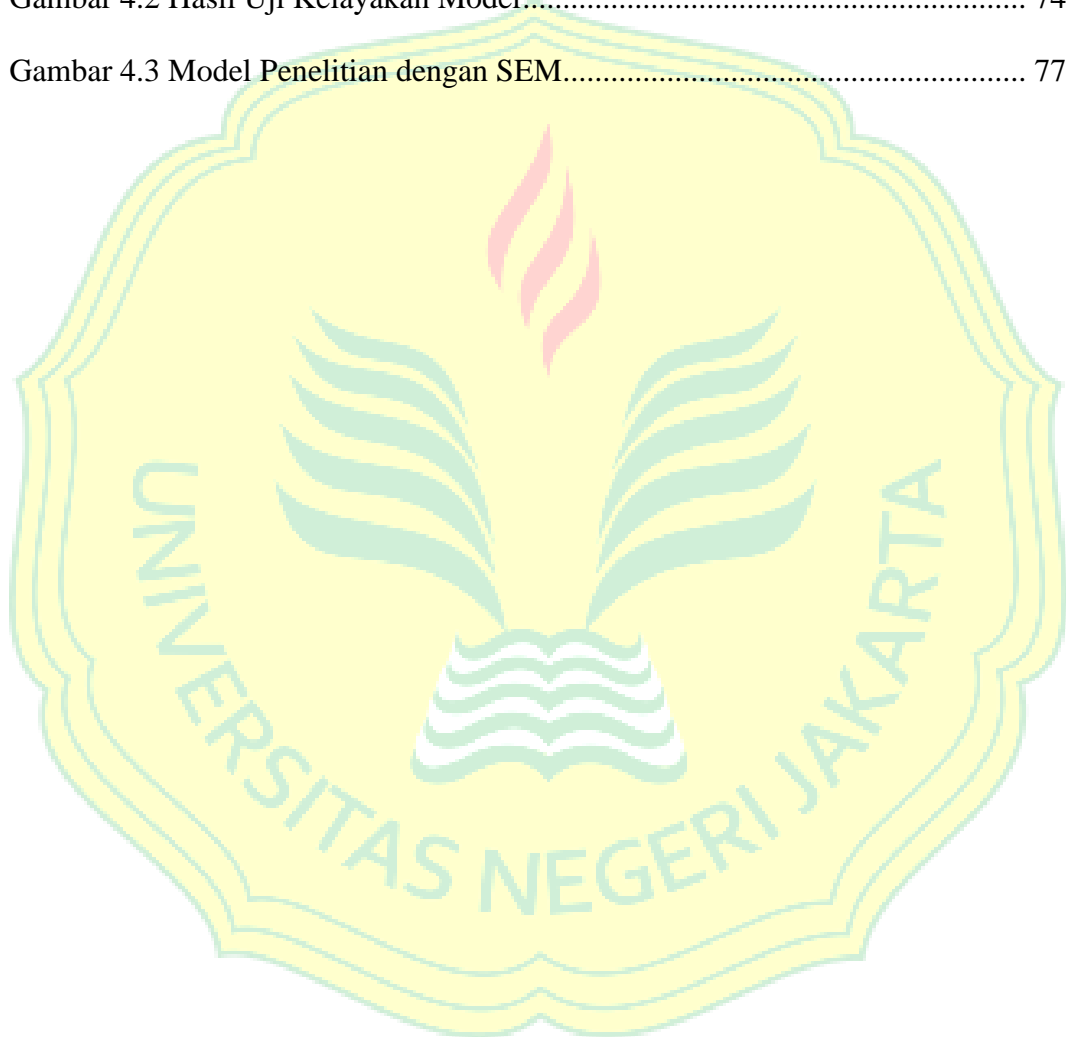 Gambar 4.2 Hasil Uji Kelayakan Model............................................................... 74
Gambar 4.3 Model Penelitian dengan SEM.......................................................... 77
UNIVERSITAS NEGERI JAKARTA